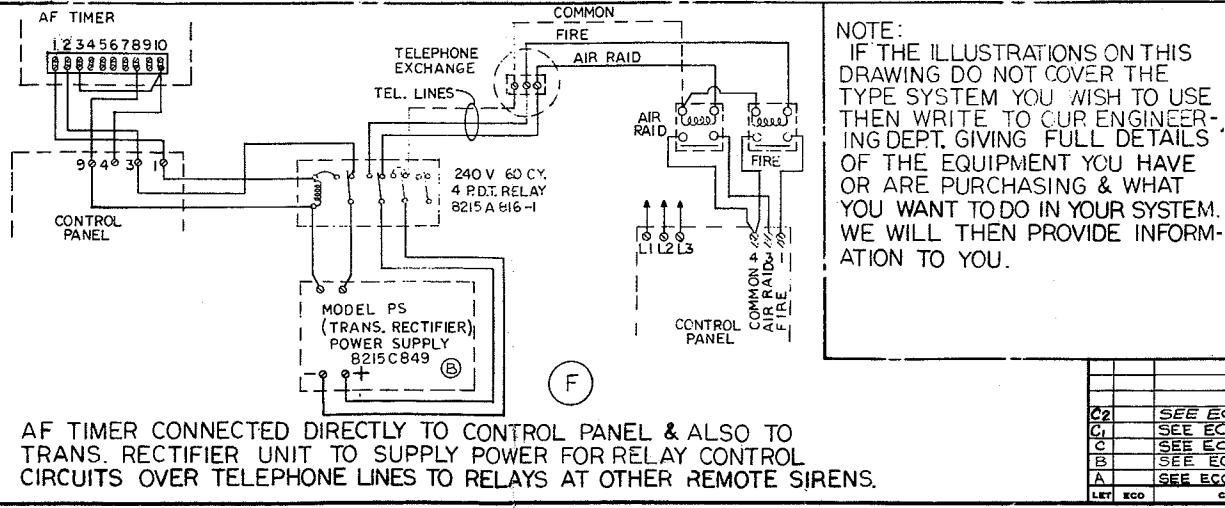 AF TIMER
1 2 3 4 5 6 7 8 9 10
9 4 3 1
CONTROL
PANEL
COMMON
FIRE
AIR RAID
TELEPHONE
EXCHANGE
TEL. LINES
240 V 60 CY.
4 P.D.T. RELAY
8215 A 816-1
MODEL PS
(TRANS. RECTIFIER)
POWER SUPPLY
8215C849
B
- +
F
AIR
RAID
FIRE
L1 L2 L3
COMMON 4
AIR RAID 3
FIRE 1
CONTROL
PANEL
NOTE:
IF THE ILLUSTRATIONS ON THIS
DRAWING DO NOT COVER THE
TYPE SYSTEM YOU WISH TO USE
THEN WRITE TO OUR ENGINEER-
ING DEPT. GIVING FULL DETAILS
OF THE EQUIPMENT YOU HAVE
OR ARE PURCHASING & WHAT
YOU WANT TO DO IN YOUR SYSTEM.
WE WILL THEN PROVIDE INFORM-
ATION TO YOU.
AF TIMER CONNECTED DIRECTLY TO CONTROL PANEL & ALSO TO
TRANS. RECTIFIER UNIT TO SUPPLY POWER FOR RELAY CONTROL
CIRCUITS OVER TELEPHONE LINES TO RELAYS AT OTHER REMOTE SIRENS.
C2 SEE
C1 SEE
C SEE
B SEE
A SEE
LET ECO